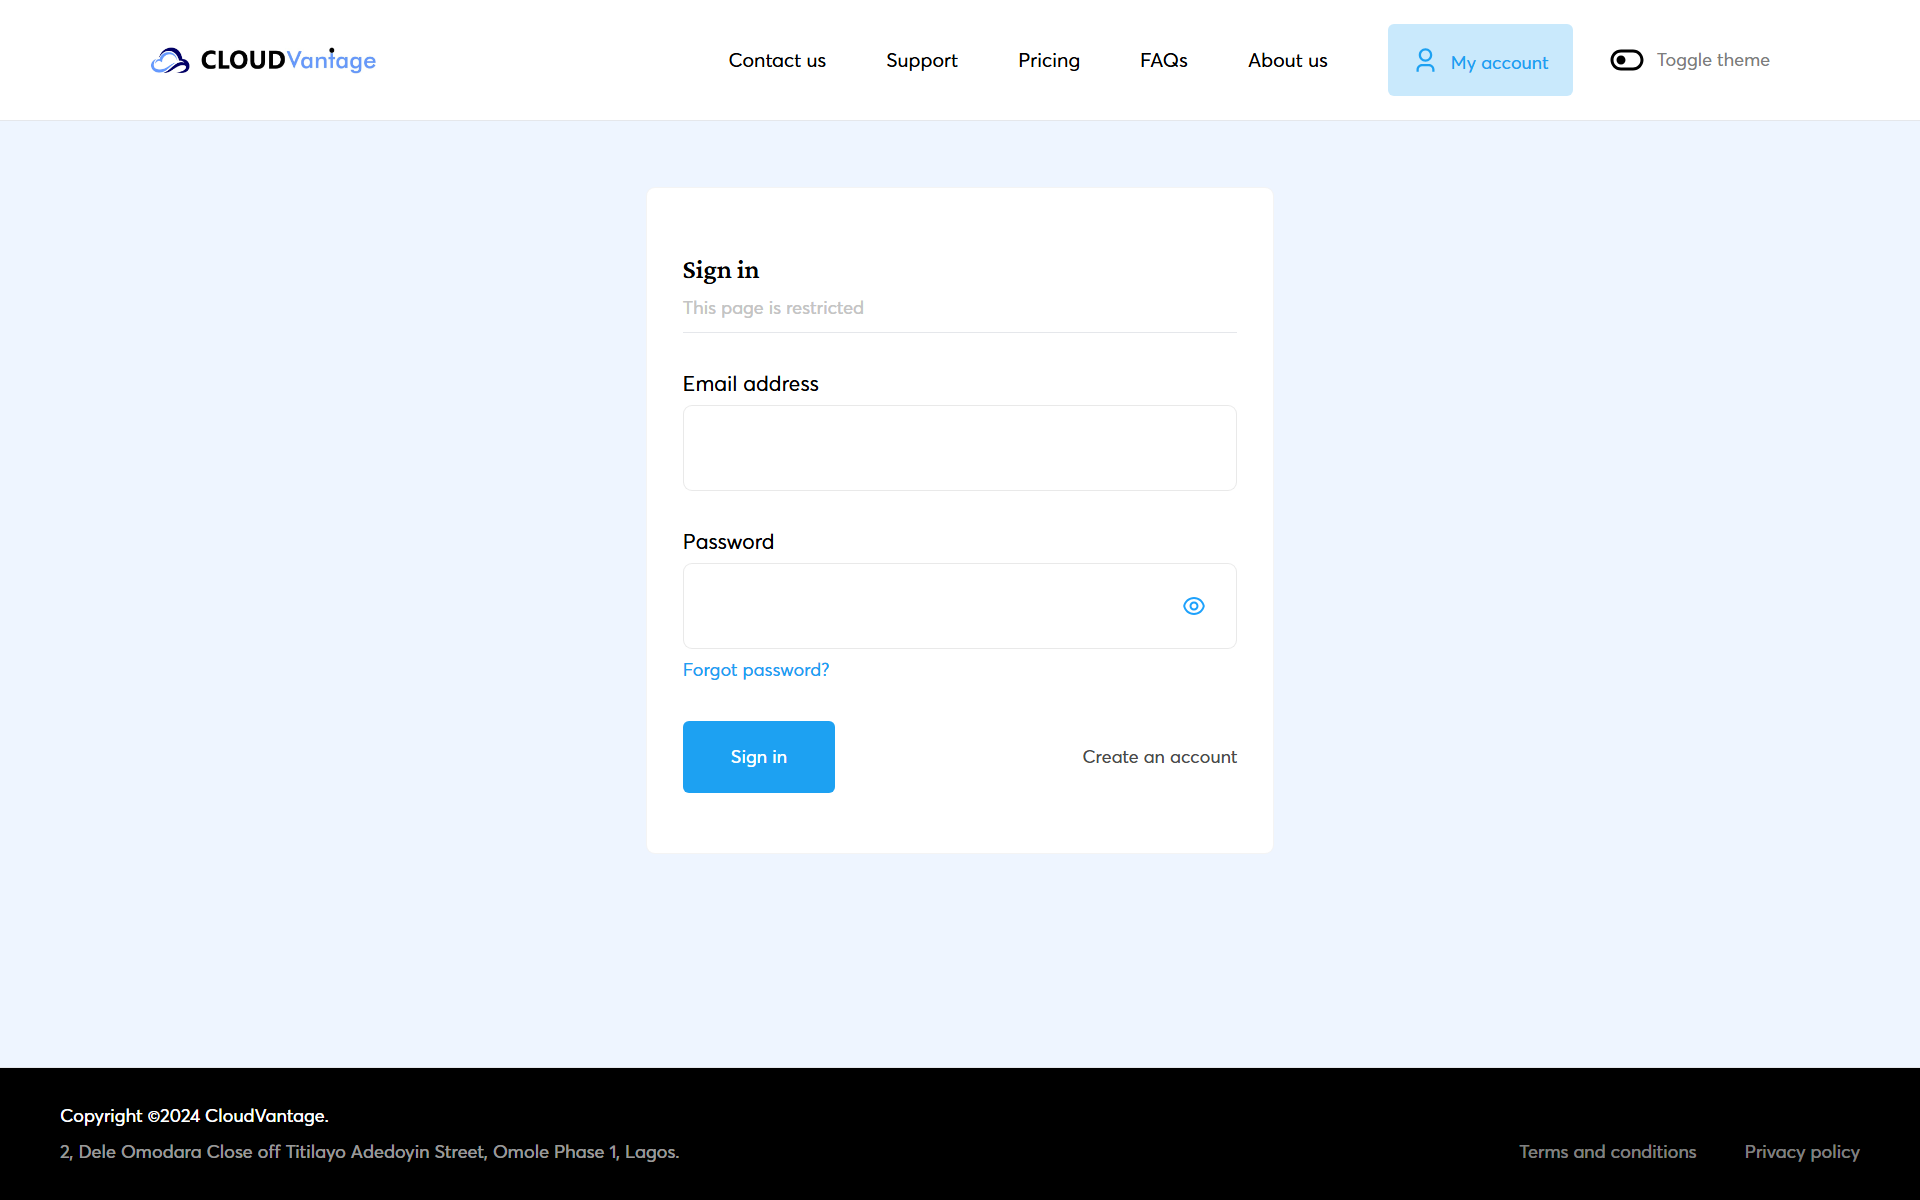 CLOUDVantage
Contact us
Support
Pricing
FAQs
About us
My account
Toggle theme
Sign in
This page is restricted
Email address
Password
Forgot password?
Sign in
Create an account
Copyright ©2024 CloudVantage.
2, Dele Omodara Close off Titilayo Adedoyin Street, Omole Phase 1, Lagos.
Terms and conditions
Privacy policy